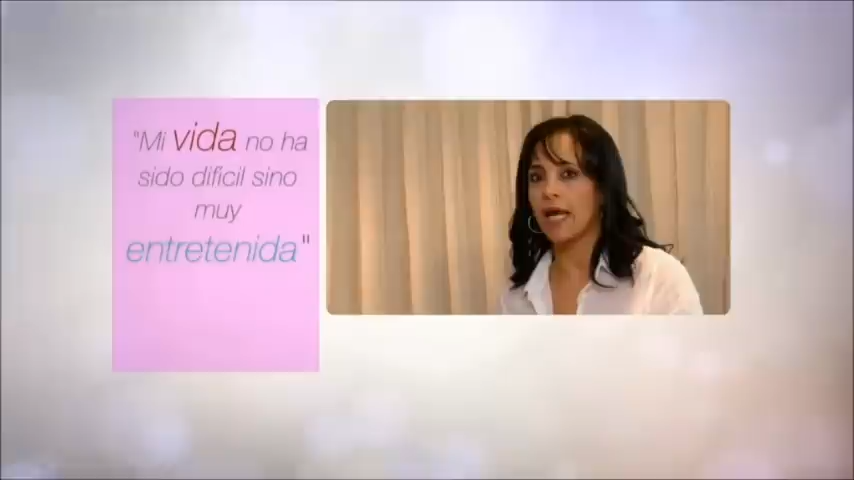 "Mi vida no ha
sido difícil sino
muy
entretenida"